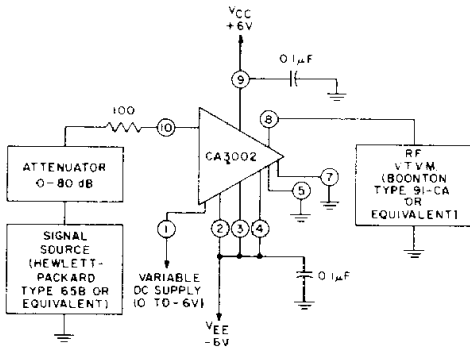 VCC
+6V
0.1µF
9
100
10
8
CA3002
ATTENUATOR
0-80 dB
7
5
RF
V.T.V.M.
(BOONTON
TYPE 91-CA
OR
EQUIVALENT)
SIGNAL
SOURCE
(HEWLETT-
PACKARD
TYPE 65B OR
EQUIVALENT)
1
2
3
4
VARIABLE
DC SUPPLY
(0 TO-6V)
0.1µF
VEE
-6V